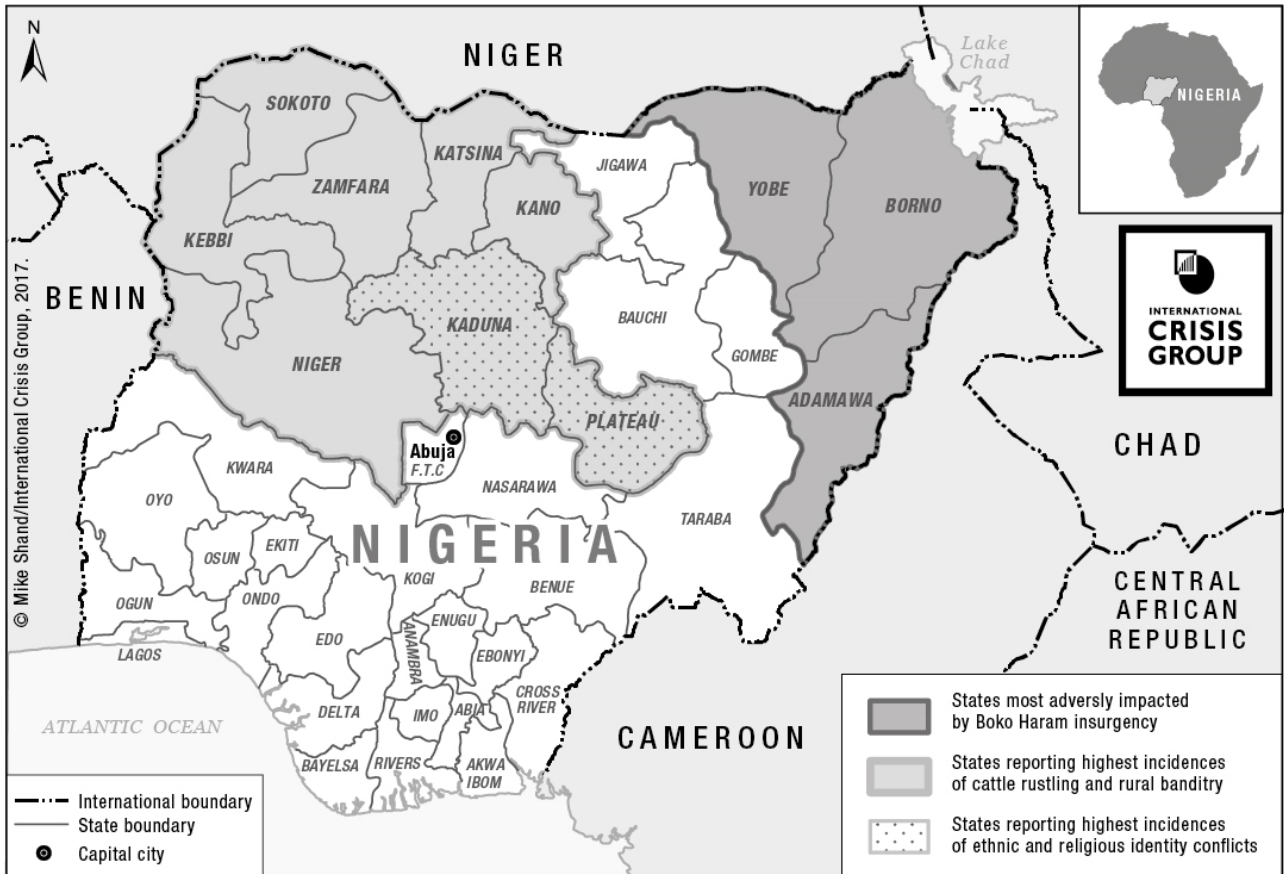 N
NIGER
Lake
Chad
NIGERIA
SOKOTO
KATSINA
JIGAWA
ZAMFARA
KANO
YOBE
BORNO
KEBBI
BENIN
KADUNA
BAUCHI
NIGER
GOMBE
ADAMAWA
PLATEAU
INTERNATIONAL
CRISIS
GROUP
CHAD
Abuja
F.T.C
KWARA
NASARAWA
OYO
TARABA
NIGERIA
OSUN
EKITI
KOGI
BENUE
OGUN
ONDO
ENUGU
EDO
ANAMBRA
EBONYI
LAGOS
CENTRAL
AFRICAN
REPUBLIC
CROSS
RIVER
DELTA
IMO
ABIA
ATLANTIC OCEAN
CAMEROON
BAYELSA
RIVERS
AKWA
IBOM
© Mike Shand/International Crisis Group, 2017.
International boundary
State boundary
Capital city
States most adversly impacted
by Boko Haram insurgency
States reporting highest incidences
of cattle rustling and rural banditry
States reporting highest incidences
of ethnic and religious identity conflicts